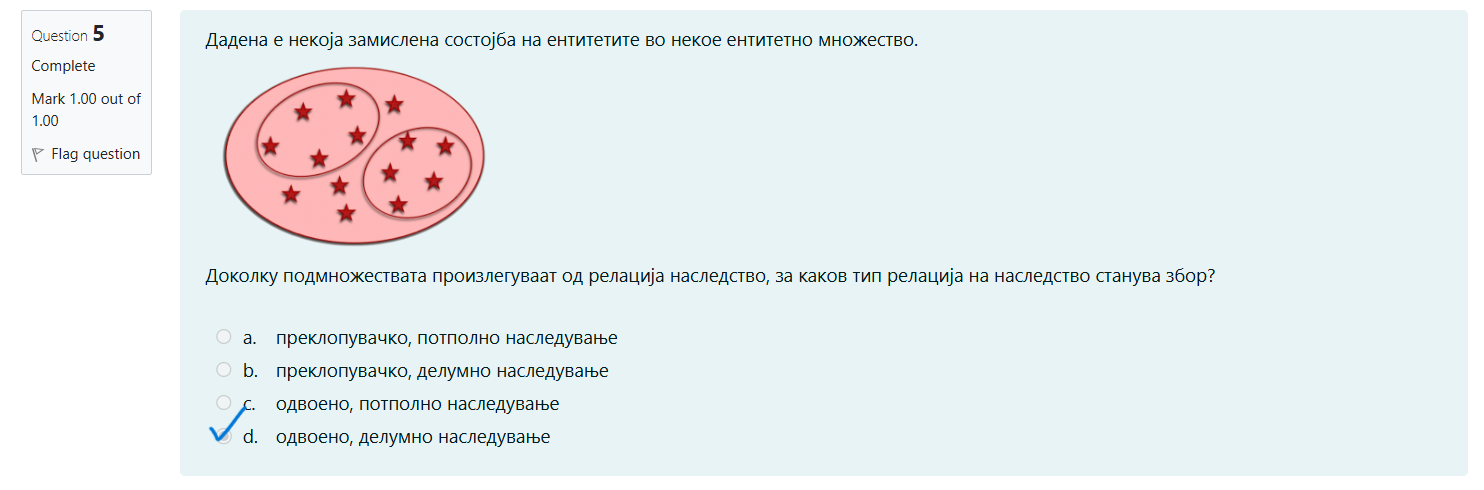 Question 5
Complete
Mark 1.00 out of
1.00
Flag question
Дадена е некоја замислена состојба на ентитетите во некое ентитетно множество.
Доколку подмножествата произлегуваат од релација наследство, за каков тип релација на наследство станува збор?
a. преклопувачко, потполно наследување
b. преклопувачко, делумно наследување
c. одвоено, потполно наследување
d. одвоено, делумно наследување